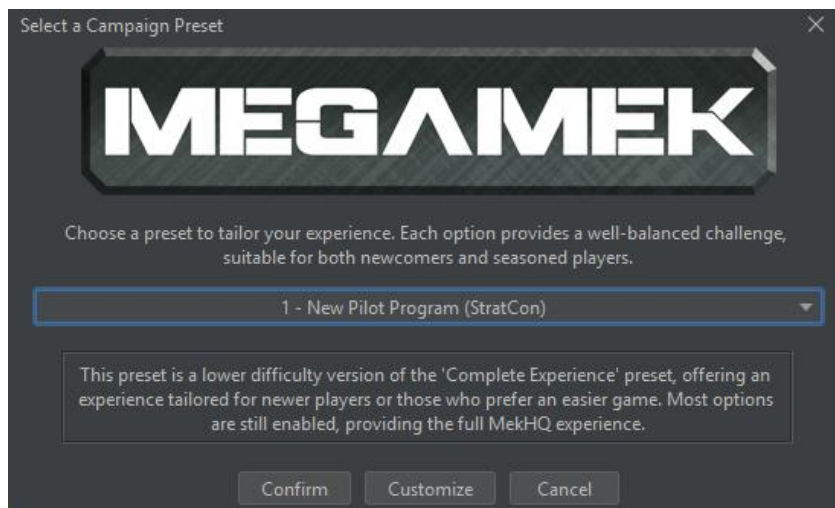 Select a Campaign Preset
MEGAMEK
Choose a preset to tailor your experience. Each option provides a well-balanced challenge,
suitable for both newcomers and seasoned players.
1 - New Pilot Program (StratCon)
This preset is a lower difficulty version of the 'Complete Experience' preset, offering an
experience tailored for newer players or those who prefer an easier game. Most options
are still enabled, providing the full MekHQ experience.
Confirm Customize Cancel